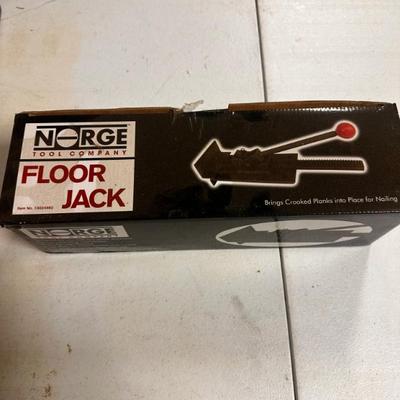 NORGE
TOOL COMPANY
FLOOR
JACK
Brings Crooked Planks into Place for Nailing
NORGE